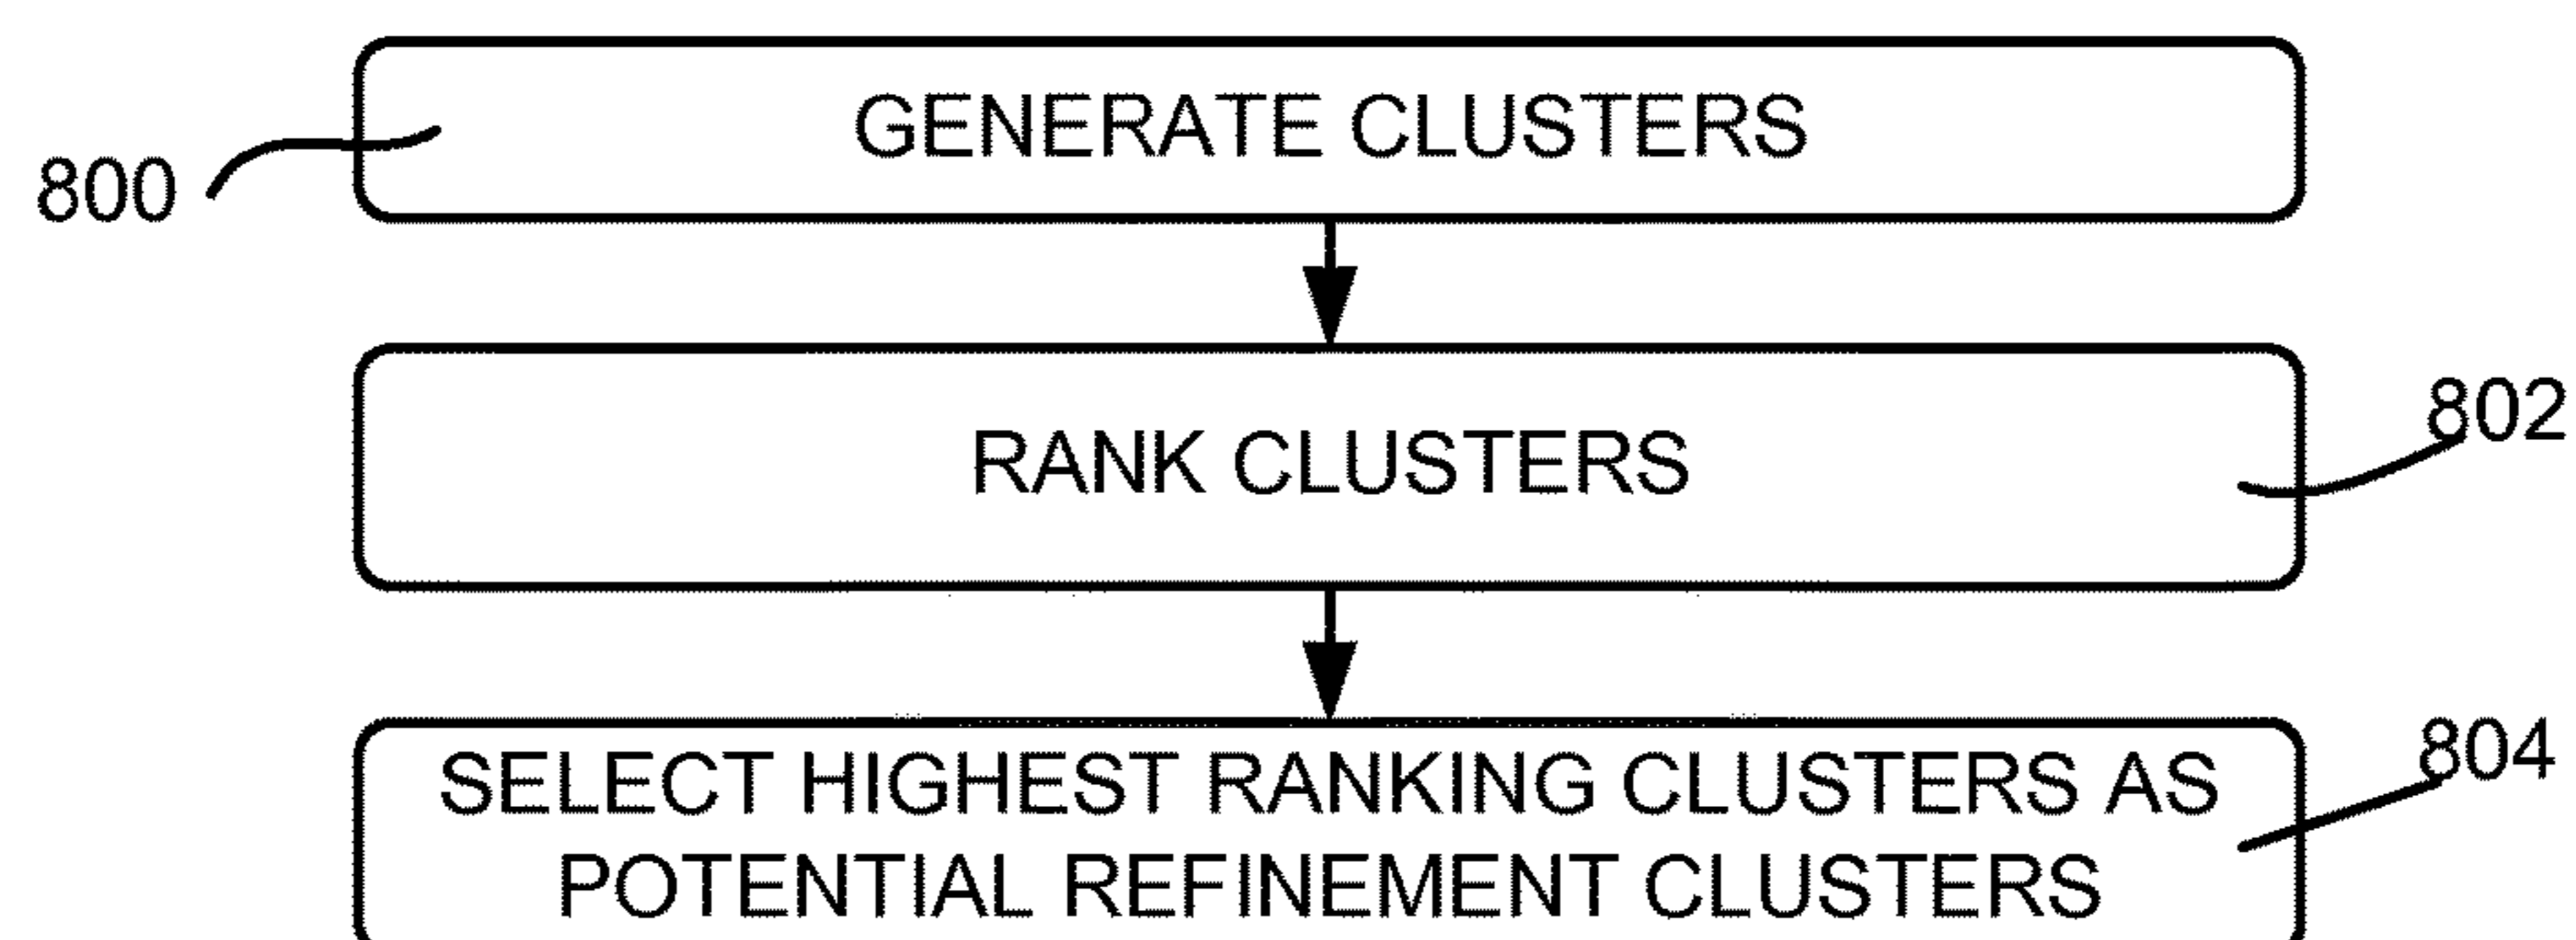 GENERATE CLUSTERS
800
RANK CLUSTERS
802
SELECT HIGHEST RANKING CLUSTERS AS
POTENTIAL REFINEMENT CLUSTERS
804